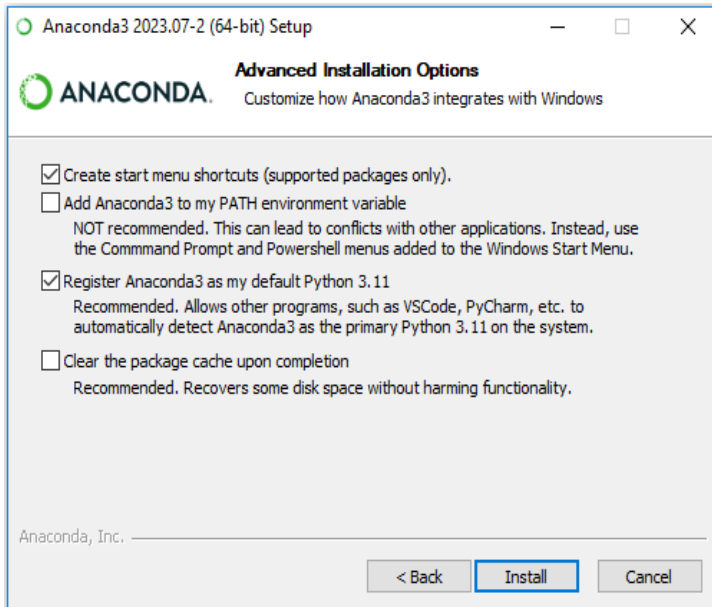 Anaconda3 2023.07-2 (64-bit) Setup
ANACONDA.
Advanced Installation Options
Customize how Anaconda3 integrates with Windows
Create start menu shortcuts (supported packages only).
Add Anaconda3 to my PATH environment variable
NOT recommended. This can lead to conflicts with other applications. Instead, use
the Commmand Prompt and Powershell menus added to the Windows Start Menu.
Register Anaconda3 as my default Python 3.11
Recommended. Allows other programs, such as VSCode, PyCharm, etc. to
automatically detect Anaconda3 as the primary Python 3.11 on the system.
Clear the package cache upon completion
Recommended. Recovers some disk space without harming functionality.
Anaconda, Inc.
< Back
Install
Cancel